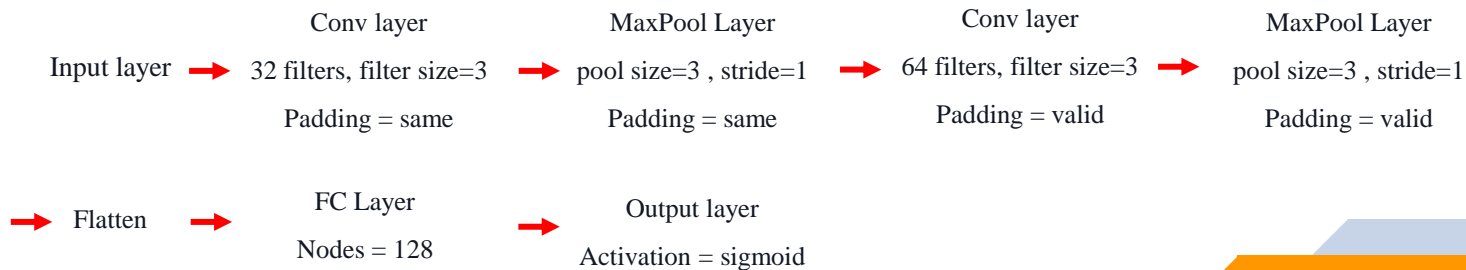 Conv layer
MaxPool Layer
Conv layer
MaxPool Layer
Input layer
32 filters, filter size=3
pool size=3 , stride=1
64 filters, filter size=3
pool size=3 , stride=1
Padding = same
Padding = same
Padding = valid
Padding = valid
Flatten
FC Layer
Nodes = 128
Output layer
Activation = sigmoid